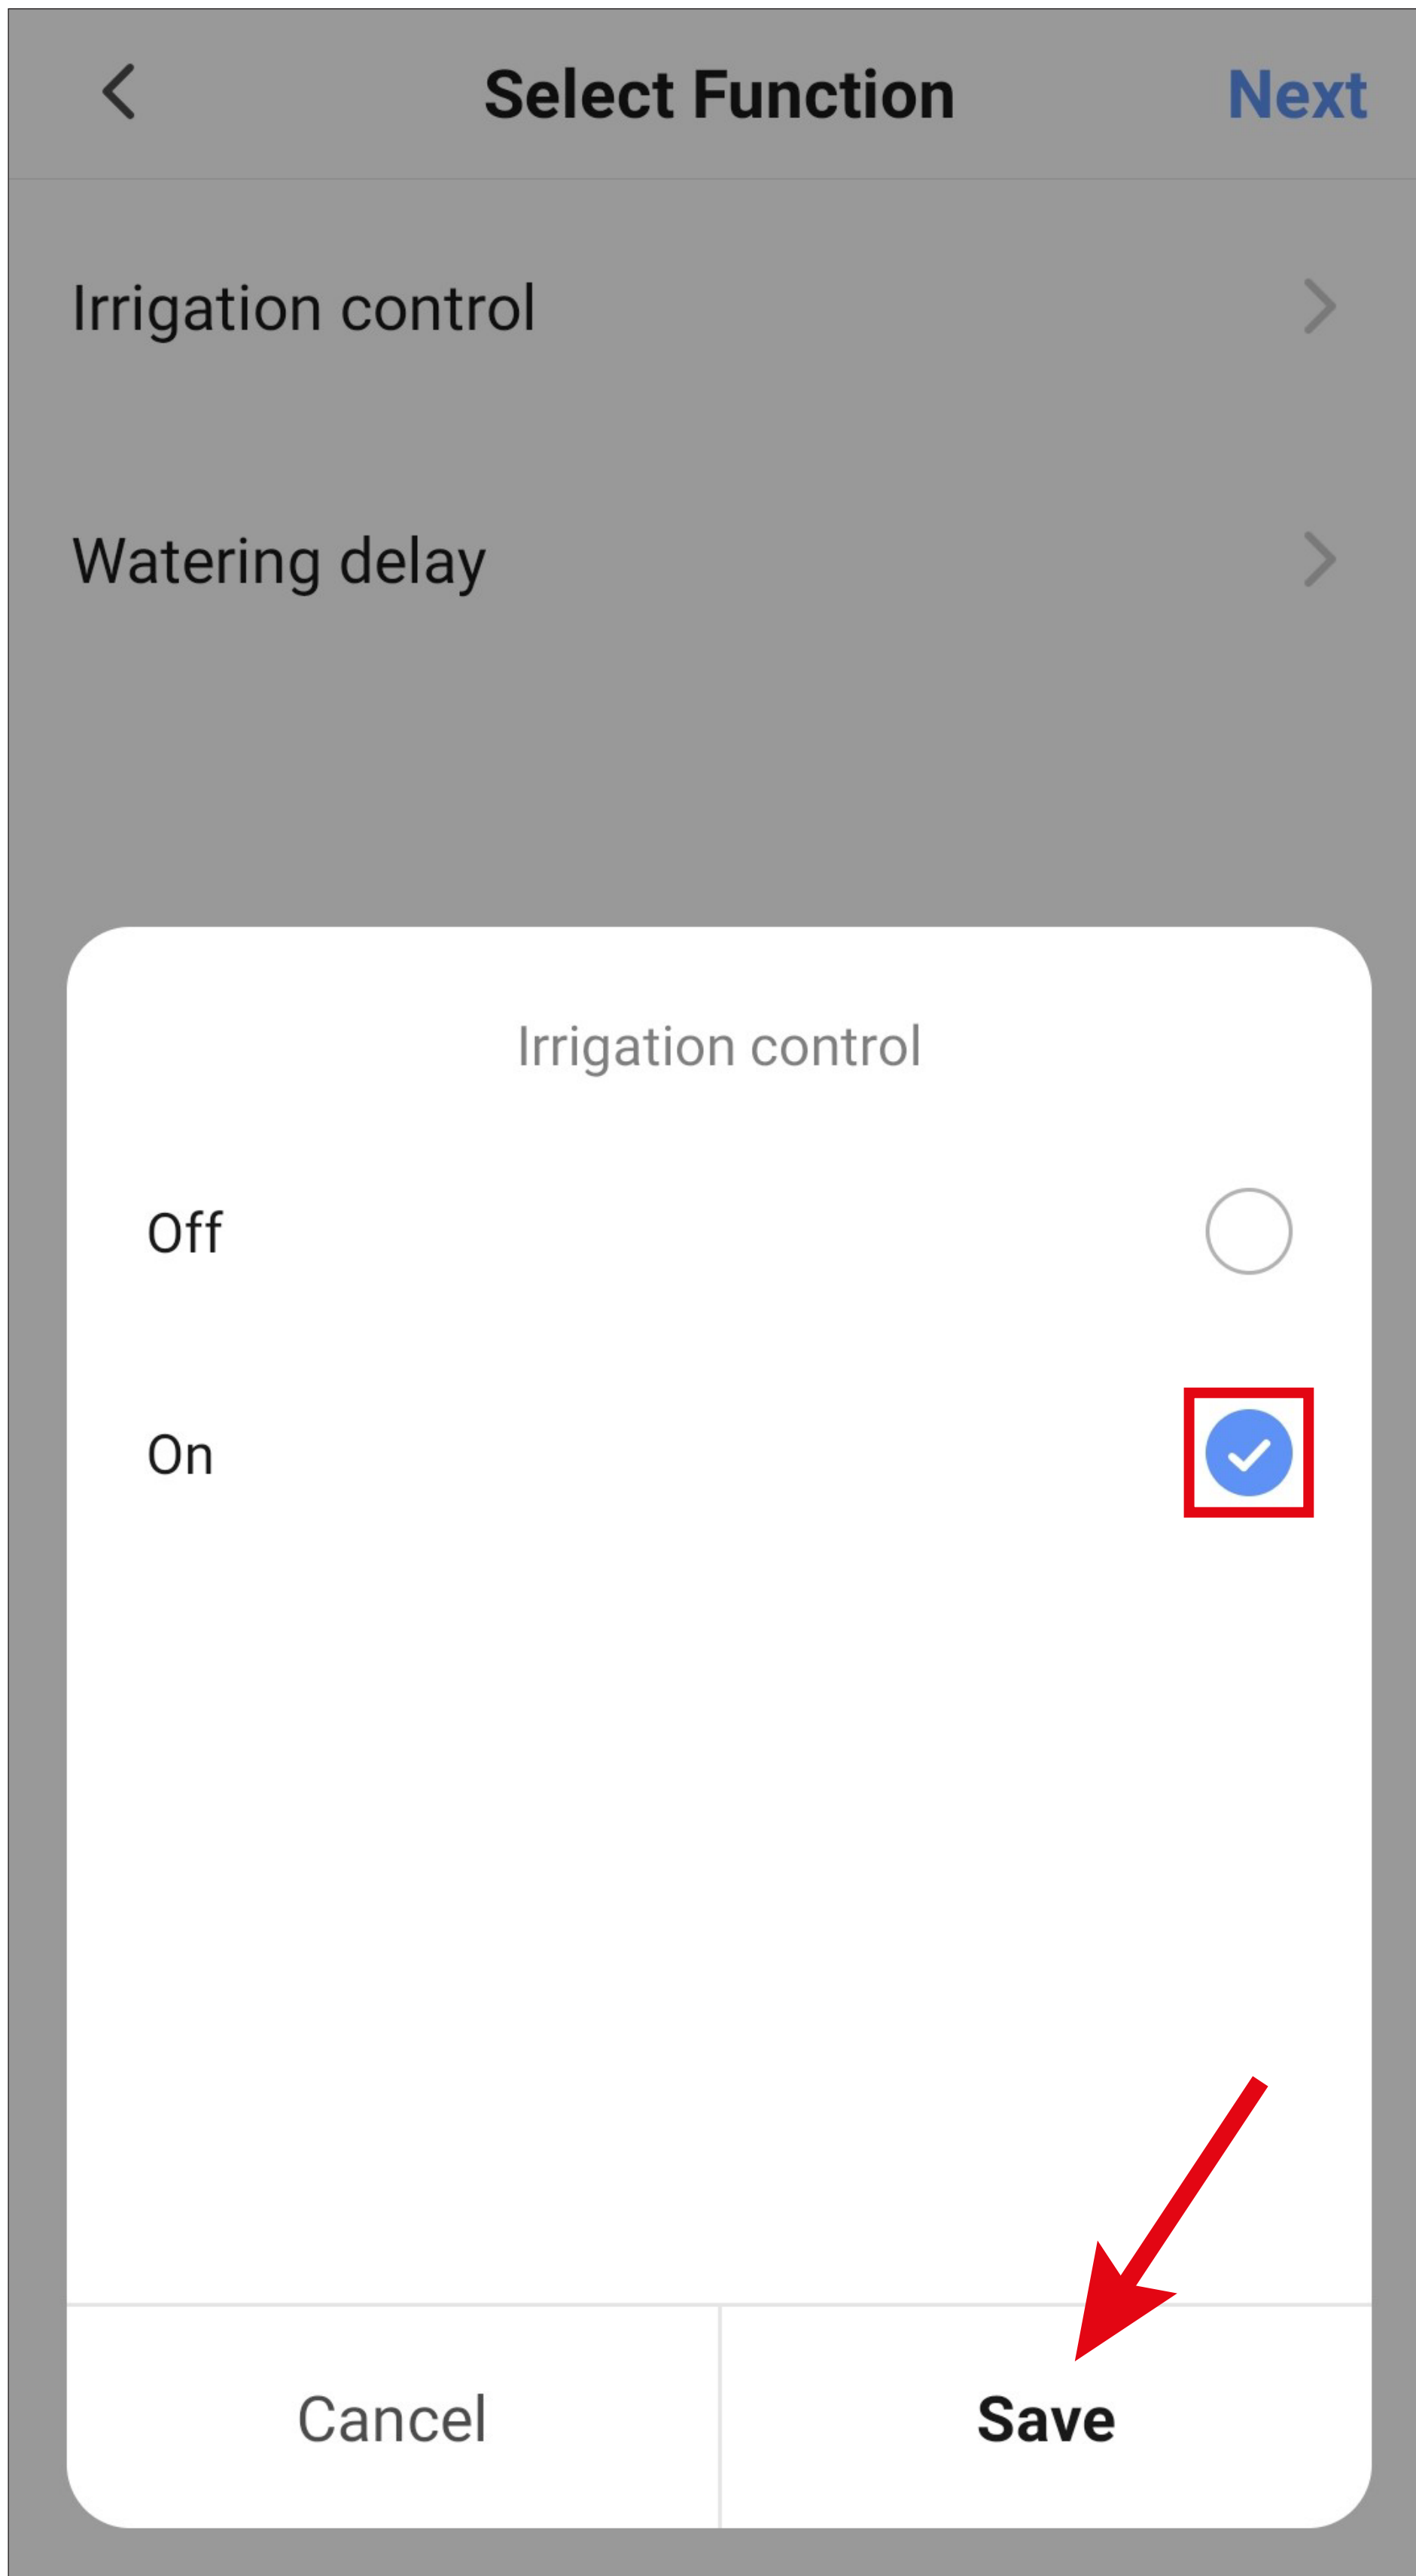 Select Function
Next
Irrigation control
Watering delay
Irrigation control
Off
On
Cancel
Save